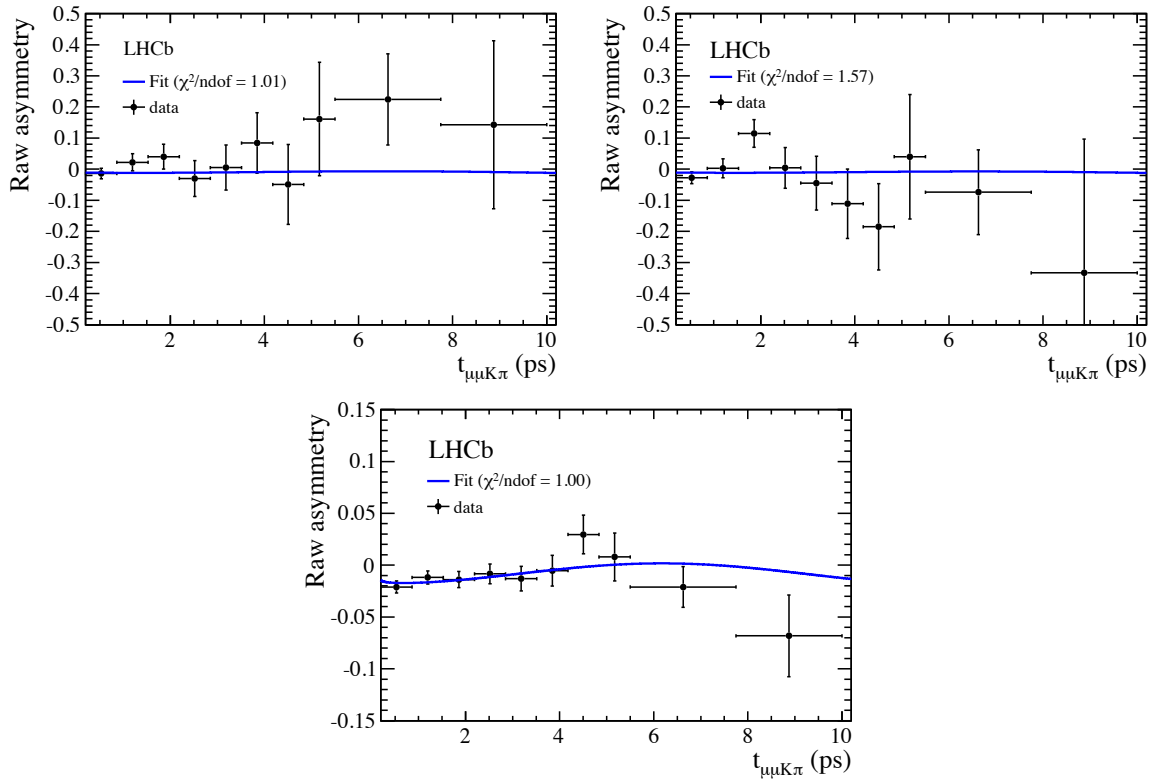 Raw asymmetry
0.5
0.4
0.3
0.2
0.1
0
-0.1
-0.2
-0.3
-0.4
-0.5
LHCb
Fit (χ²/ndof = 1.01)
data
2 4 6 8 10
t_μμKπ (ps)
Raw asymmetry
0.5
0.4
0.3
0.2
0.1
0
-0.1
-0.2
-0.3
-0.4
-0.5
LHCb
Fit (χ²/ndof = 1.57)
data
2 4 6 8 10
t_μμKπ (ps)
Raw asymmetry
0.15
0.1
0.05
0
-0.05
-0.1
-0.15
LHCb
Fit (χ²/ndof = 1.00)
data
2 4 6 8 10
t_μμKπ (ps)